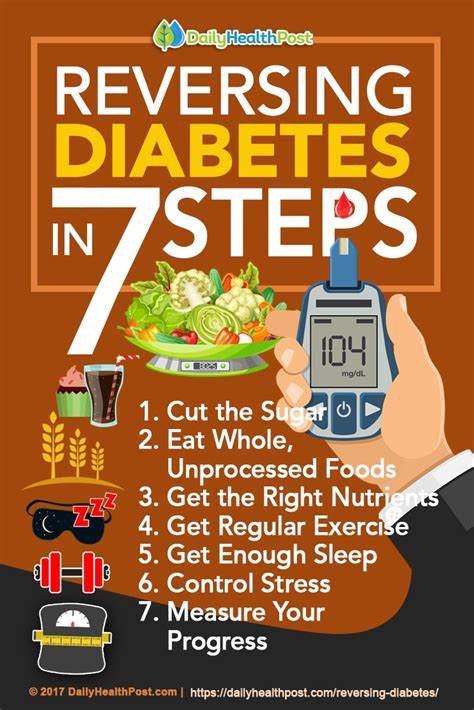 DailyHealthPost
REVERSING
DIABETES
IN 7 STEPS
104
mg/dL
1. Cut the Sugar
2. Eat Whole,
Unprocessed Foods
3. Get the Right Nutrients
4. Get Regular Exercise
5. Get Enough Sleep
6. Control Stress
7. Measure Your
Progress
ZZZ
© 2017 DailyHealthPost.com | https://dailyhealthpost.com/reversing-diabetes/